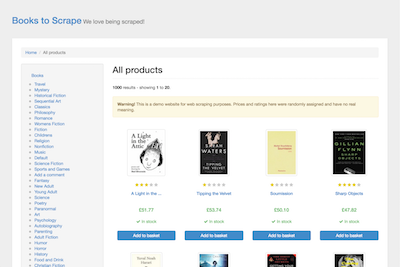 Books to Scrape We love being scraped!
Home / All products
Books
Travel
Mystery
Historical Fiction
Sequential Art
Classics
Philosophy
Romance
Womens Fiction
Fiction
Childrens
Religion
Nonfiction
Music
Default
Science Fiction
Sports and Games
Add a comment
Fantasy
New Adult
Young Adult
Science
Poetry
Paranormal
Art
Psychology
Autobiography
Parenting
Adult Fiction
Humor
Horror
History
Food and Drink
Christian Fiction
All products
1000 results - showing 1 to 20.
Warning! This is a demo website for web scraping purposes. Prices and ratings here were randomly assigned and have no real meaning.
A Light
in the
Attic
A Light in the ...
£51.77
In stock
Add to basket
SARAH
WATERS
TIPPING
THE VELVET
Tipping the Velvet
£53.74
In stock
Add to basket
Soumission
£50.10
In stock
Add to basket
GILLIAN
FLYNN
SHARP
OBJECTS
Sharp Objects
£47.82
In stock
Add to basket